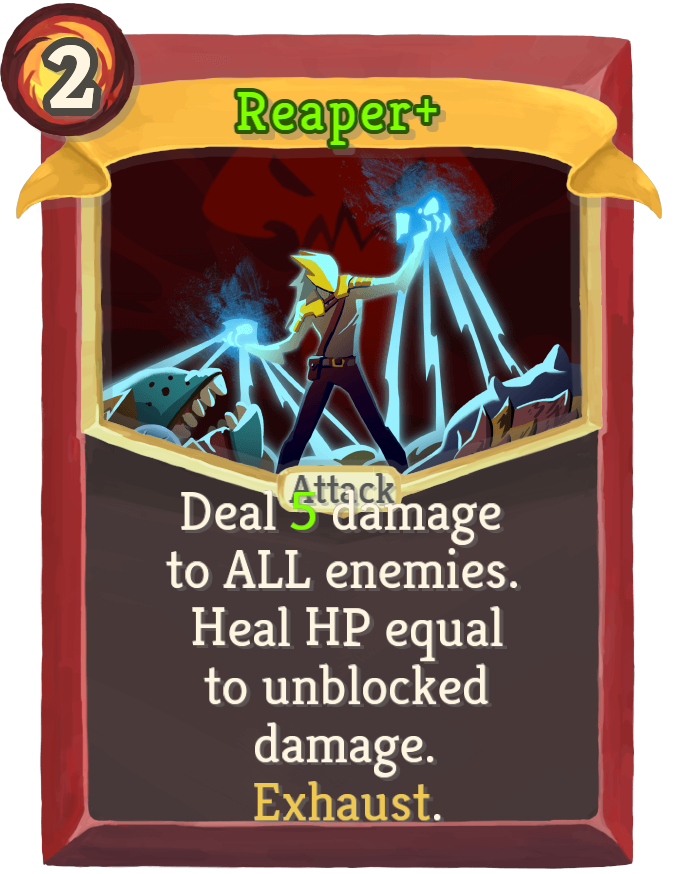 2
Reaper+
Attack
Deal 5 damage
to ALL enemies.
Heal HP equal
to unblocked
damage.
Exhaust.